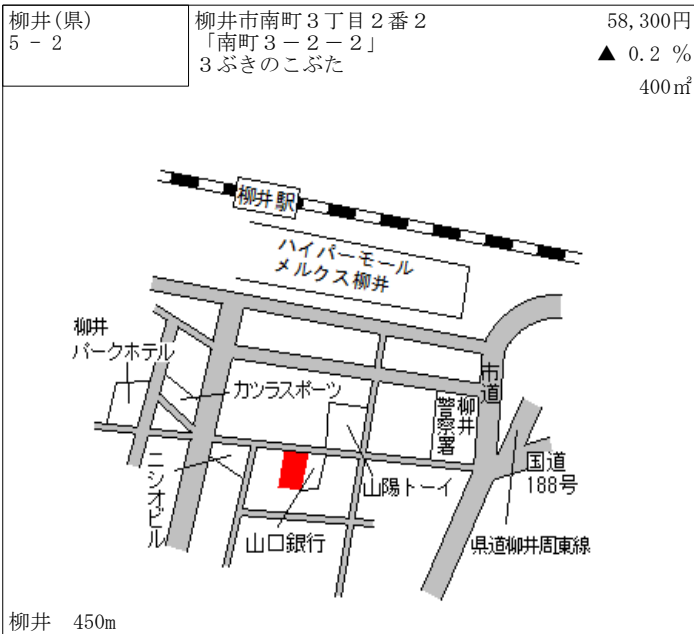 柳井(県)
5 - 2
柳井市南町３丁目２番２
「南町３－２－２」
３ぶきのこぶた
58,300円
▲ 0.2 %
400㎡
柳井駅
ハイパーモール
メルクス柳井
柳井
パークホテル
カツラスポーツ
市道
柳井
警察署
ニシオビル
山陽トーイ
国道
188号
山口銀行
県道柳井周東線
柳井 450m